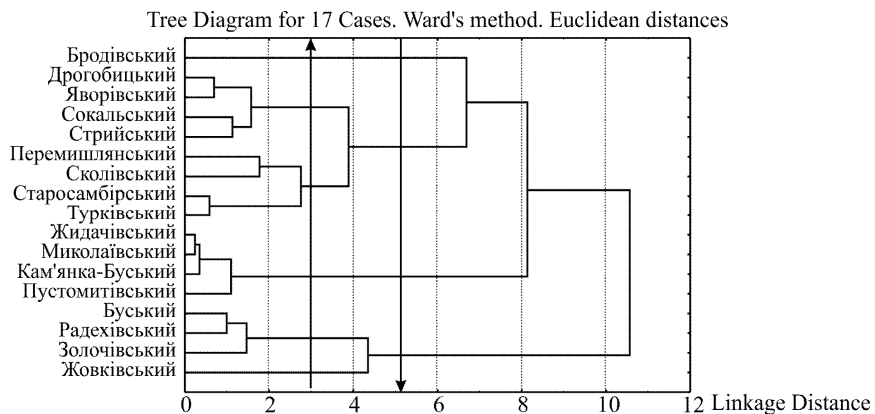 Tree Diagram for 17 Cases. Ward's method. Euclidean distances
Бродівський
Дрогобицький
Яворівський
Сокальський
Стрийський
Перемишлянський
Сколівський
Старосамбірський
Турківський
Жидачівський
Миколаївський
Кам'янка-Буський
Пустомитівський
Буський
Радехівський
Золочівський
Жовківський
0 2 4 6 8 10 12 Linkage Distance